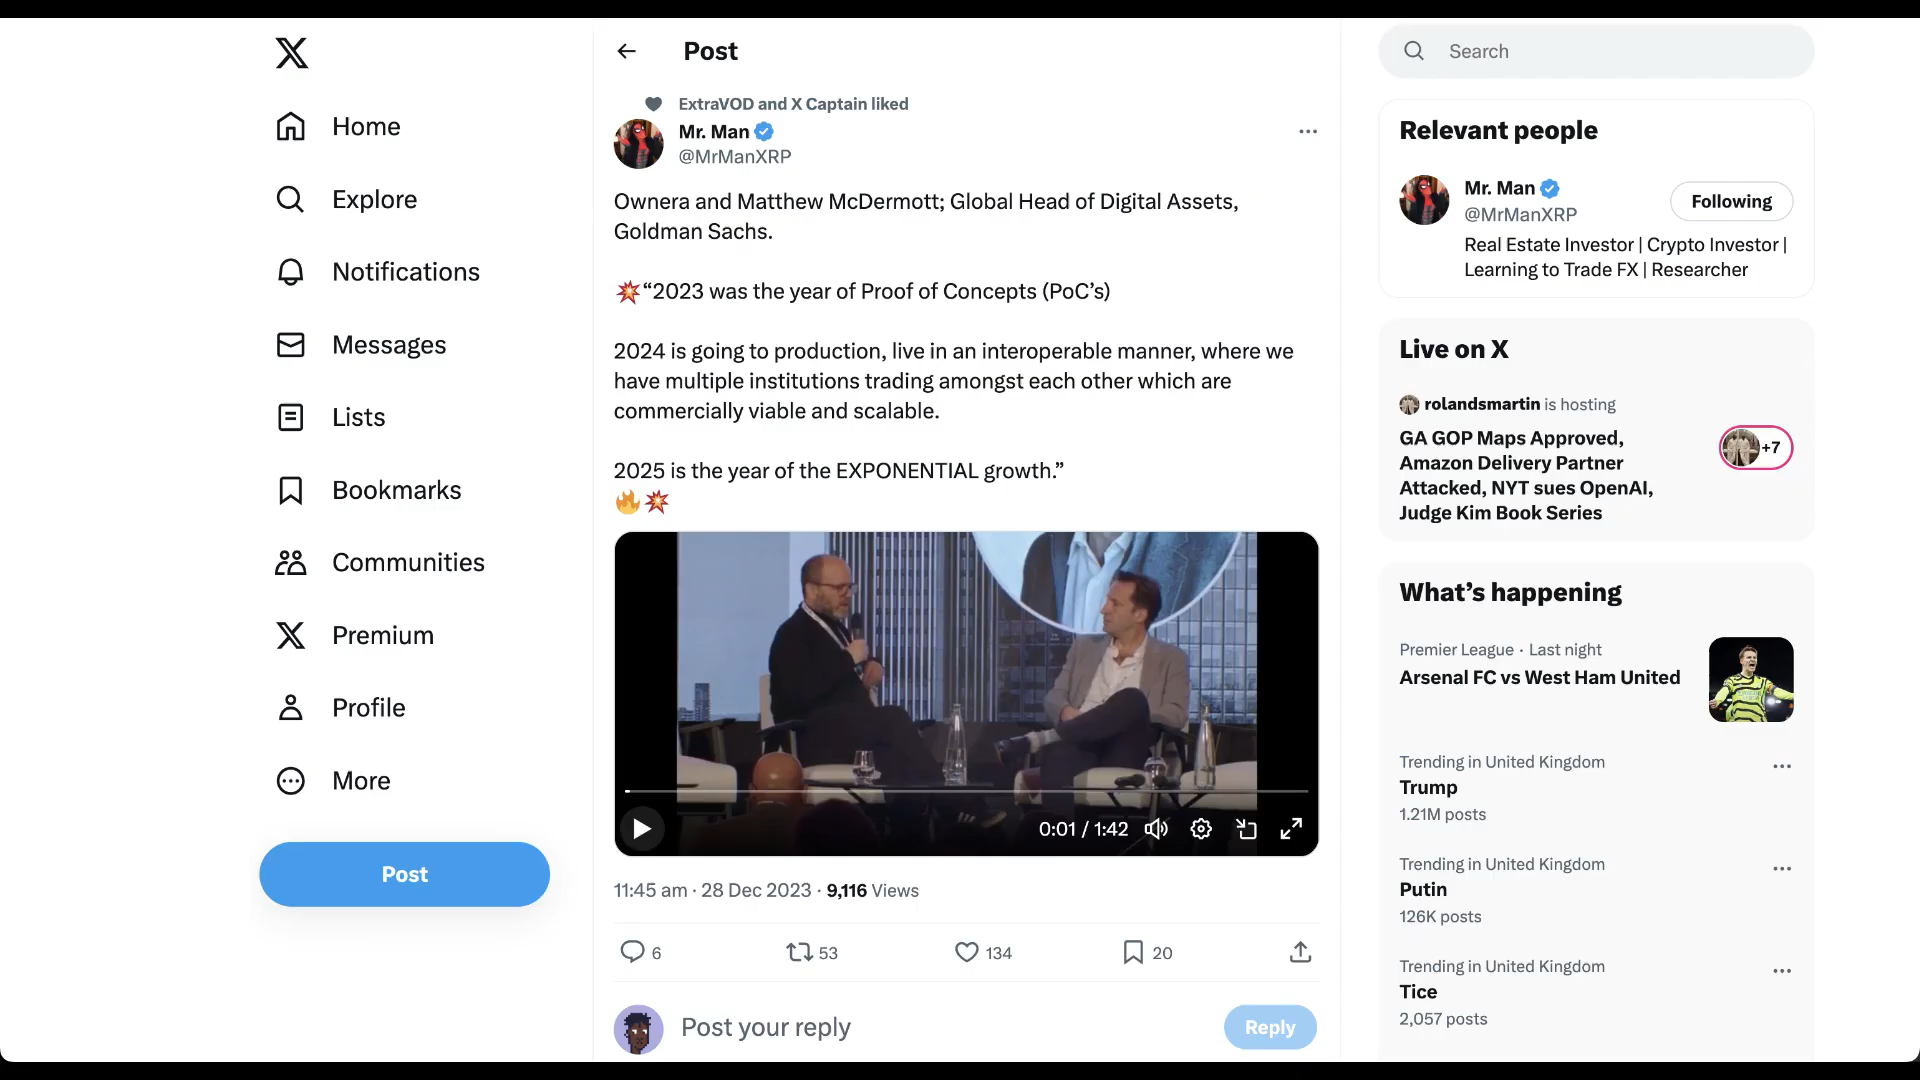 Home
Explore
Notifications
Messages
Lists
Bookmarks
Communities
Premium
Profile
More
Post
Post
ExtraVOD and X Captain liked
Mr. Man
@MrManXRP
Ownera and Matthew McDermott; Global Head of Digital Assets,
Goldman Sachs.
💥“2023 was the year of Proof of Concepts (PoC’s)
2024 is going to production, live in an interoperable manner, where we
have multiple institutions trading amongst each other which are
commercially viable and scalable.
2025 is the year of the EXPONENTIAL growth.”
🔥💥
0:01 / 1:42
11:45 am · 28 Dec 2023 · 9,116 Views
6 53 134 20
Post your reply
Reply
Search
Relevant people
Mr. Man
@MrManXRP
Following
Real Estate Investor | Crypto Investor |
Learning to Trade FX | Researcher
Live on X
rolandsmartin is hosting
GA GOP Maps Approved,
Amazon Delivery Partner
Attacked, NYT sues OpenAI,
Judge Kim Book Series
+7
What’s happening
Premier League · Last night
Arsenal FC vs West Ham United
Trending in United Kingdom
Trump
1.21M posts
Trending in United Kingdom
Putin
126K posts
Trending in United Kingdom
Tice
2,057 posts